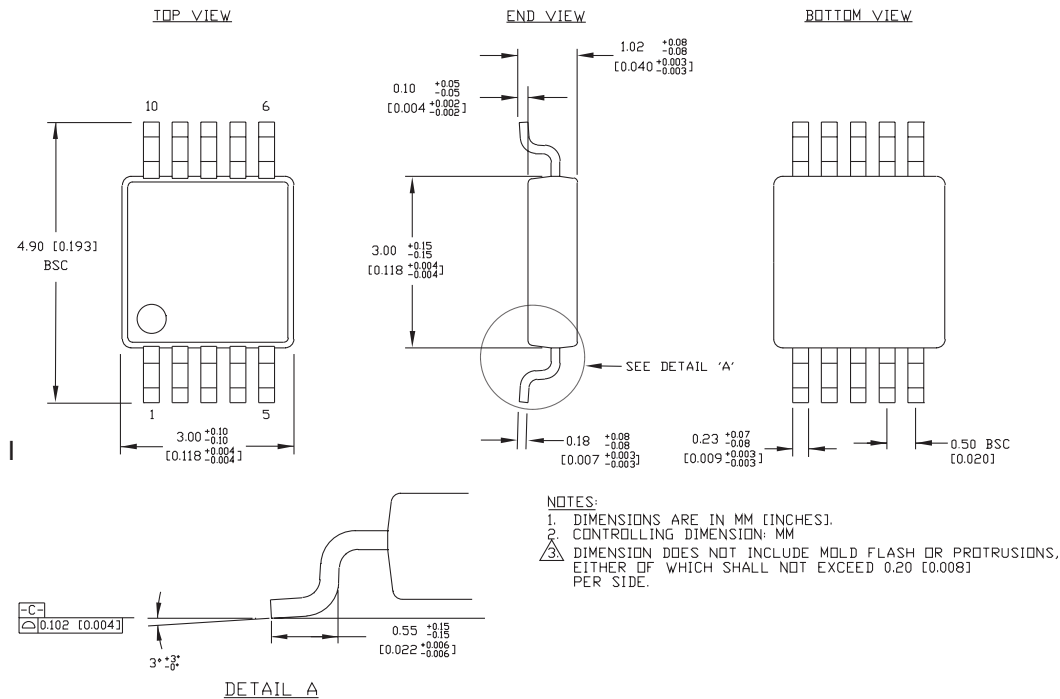 TOP VIEW
END VIEW
BOTTOM VIEW
10
6
4.90 [0.193]
BSC
1
5
3.00 +0.10 -0.10
[0.118 +0.004 -0.004]
1.02 +0.08 -0.08
[0.040 +0.003 -0.003]
0.10 +0.05 -0.05
[0.004 +0.002 -0.002]
3.00 +0.15 -0.15
[0.118 +0.004 -0.004]
SEE DETAIL 'A'
0.18 +0.08 -0.08
[0.007 +0.003 -0.003]
0.23 +0.07 -0.08
[0.009 +0.003 -0.003]
0.50 BSC
[0.020]
NOTES:
1. DIMENSIONS ARE IN MM [INCHES].
2. CONTROLLING DIMENSION: MM
3. DIMENSION DOES NOT INCLUDE MOLD FLASH OR PROTRUSIONS,
EITHER OF WHICH SHALL NOT EXCEED 0.20 [0.008]
PER SIDE.
-C-
0.102 [0.004]
3° +3° -0°
0.55 +0.15 -0.15
[0.022 +0.006 -0.006]
DETAIL A